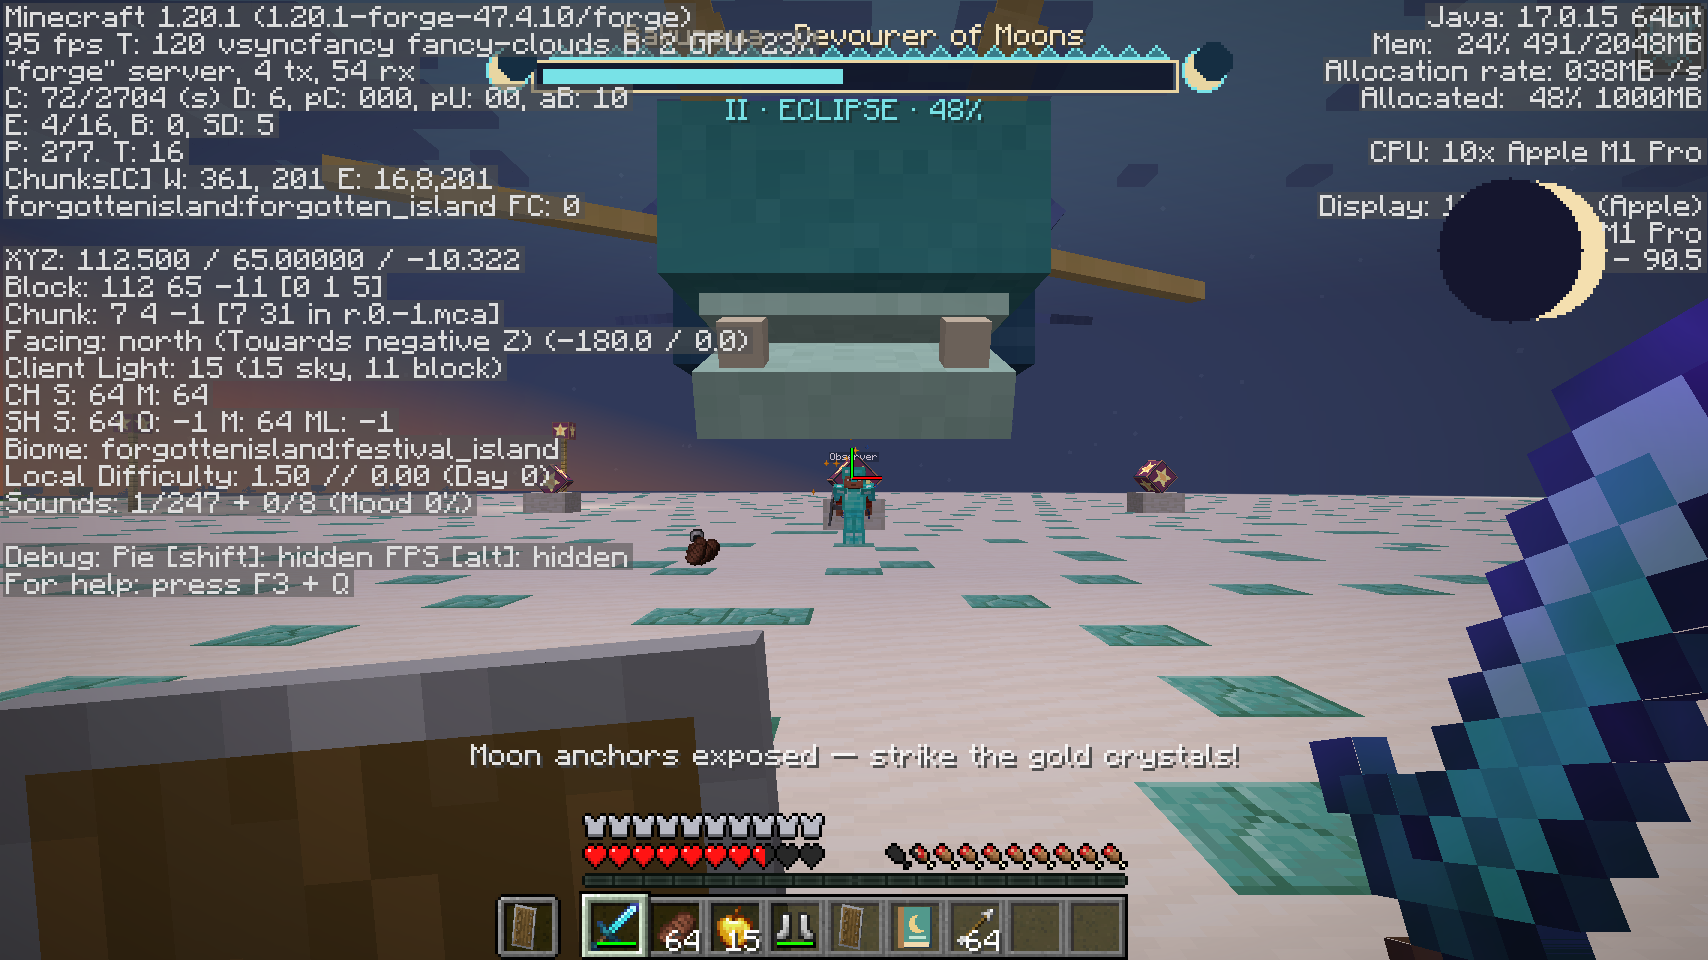 Minecraft 1.20.1 (1.20.1-forge-47.4.10/forge)
95 fps T: 120 vsyncfancy fancy-clouds B: 2 GPU: 23%
"forge" server, 4 tx, 54 rx
C: 72/2704 (s) D: 6, pC: 000, pU: 00, aB: 10
E: 4/16, B: 0, SD: 5
P: 277. T: 16
Chunks[C] W: 361, 201 E: 16,8,201
forgottenisland:forgotten_island FC: 0
XYZ: 112.500 / 65.00000 / -10.322
Block: 112 65 -11 [0 1 5]
Chunk: 7 4 -1 [7 31 in r.0.-1.mca]
Facing: north (Towards negative Z) (-180.0 / 0.0)
Client Light: 15 (15 sky, 11 block)
CH S: 64 M: 64
SH S: 64 O: -1 M: 64 ML: -1
Biome: forgottenisland:festival_island
Local Difficulty: 1.50 // 0.00 (Day 0)
Sounds: 1/247 + 0/8 (Mood 0%)
Debug: Pie [shift]: hidden FPS [alt]: hidden
For help: press F3 + Q
Devourer of Moons
II · ECLIPSE · 48%
Java: 17.0.15 64bit
Mem: 24% 491/2048MB
Allocation rate: 038MB /s
Allocated: 48% 1000MB
CPU: 10x Apple M1 Pro
Display: (Apple)
M1 Pro
- 90.5
Observer
Moon anchors exposed — strike the gold crystals!
64 15 64